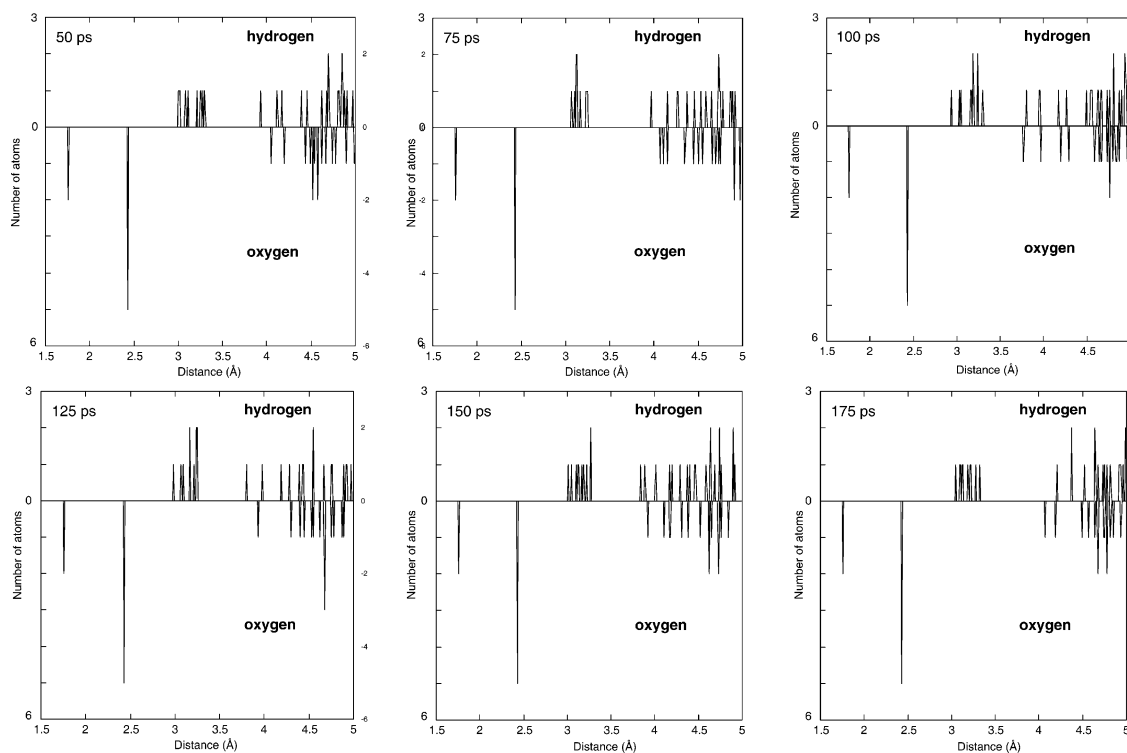 3
50 ps
hydrogen
2
0
0
Number of atoms
-2
oxygen
-4
6
-6
1.5 2 2.5 3 3.5 4 4.5 5
Distance (Å)
3
75 ps
hydrogen
2
0
0
Number of atoms
-2
oxygen
-4
6
1.5 2 2.5 3 3.5 4 4.5 5
Distance (Å)
3
100 ps
hydrogen
0
Number of atoms
oxygen
6
1.5 2 2.5 3 3.5 4 4.5 5
Distance (Å)
3
125 ps
hydrogen
2
0
0
Number of atoms
-2
oxygen
-4
6
-6
1.5 2 2.5 3 3.5 4 4.5 5
Distance (Å)
3
150 ps
hydrogen
0
Number of atoms
oxygen
6
1.5 2 2.5 3 3.5 4 4.5 5
Distance (Å)
3
175 ps
hydrogen
0
Number of atoms
oxygen
6
1.5 2 2.5 3 3.5 4 4.5 5
Distance (Å)